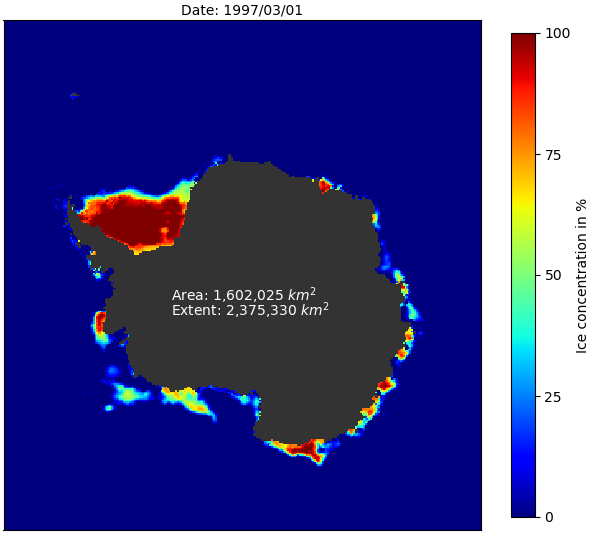 Date: 1997/03/01
100
75
Area: 1,602,025 km²
Extent: 2,375,330 km²
50
25
0
Ice concentration in %